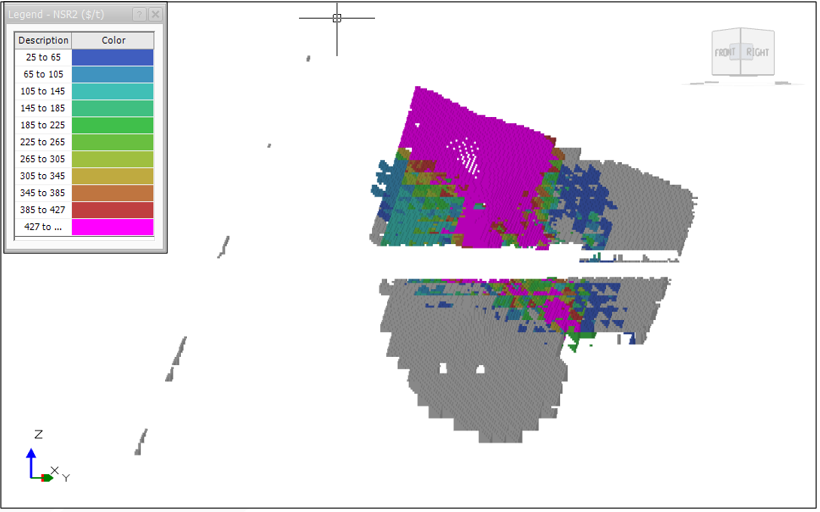 Legend - NSR2 ($/t)
Description Color
25 to 65
65 to 105
105 to 145
145 to 185
185 to 225
225 to 265
265 to 305
305 to 345
345 to 385
385 to 427
427 to ...
FRONT RIGHT
Z
X
Y